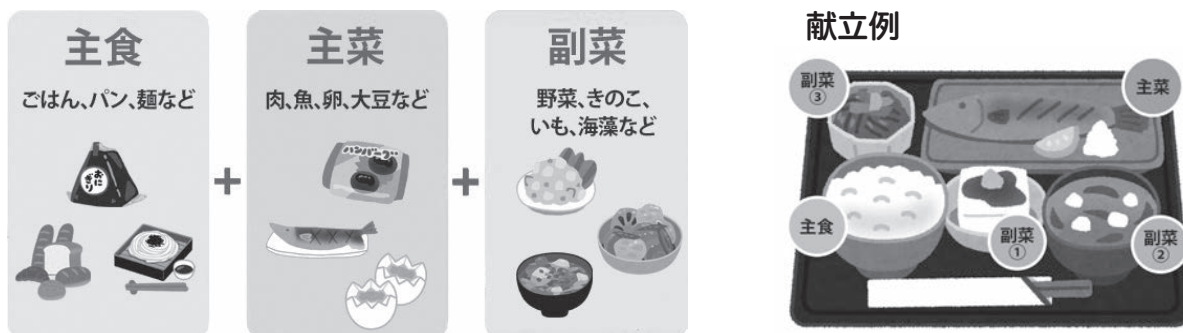 主食
ごはん、パン、麺など
おにぎり
+
主菜
肉、魚、卵、大豆など
ハンバーグ
+
副菜
野菜、きのこ、
いも、海藻など
献立例
副菜
③
主菜
主食
副菜
①
副菜
②